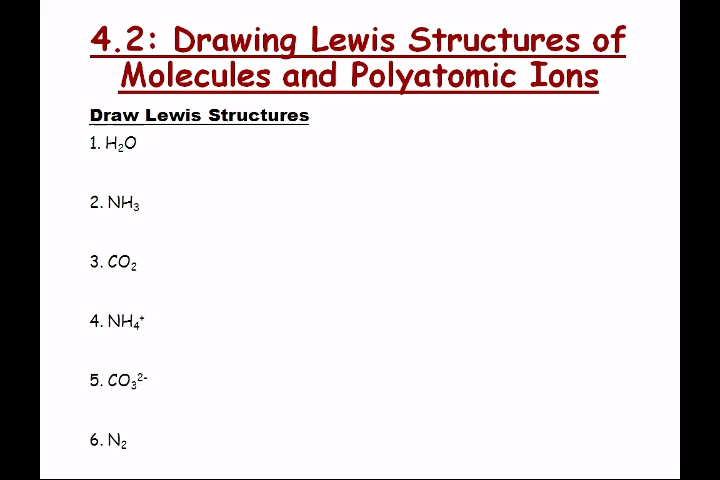 4.2: Drawing Lewis Structures of
Molecules and Polyatomic Ions
Draw Lewis Structures
1. H₂O
2. NH₃
3. CO₂
4. NH₄⁺
5. CO₃²⁻
6. N₂